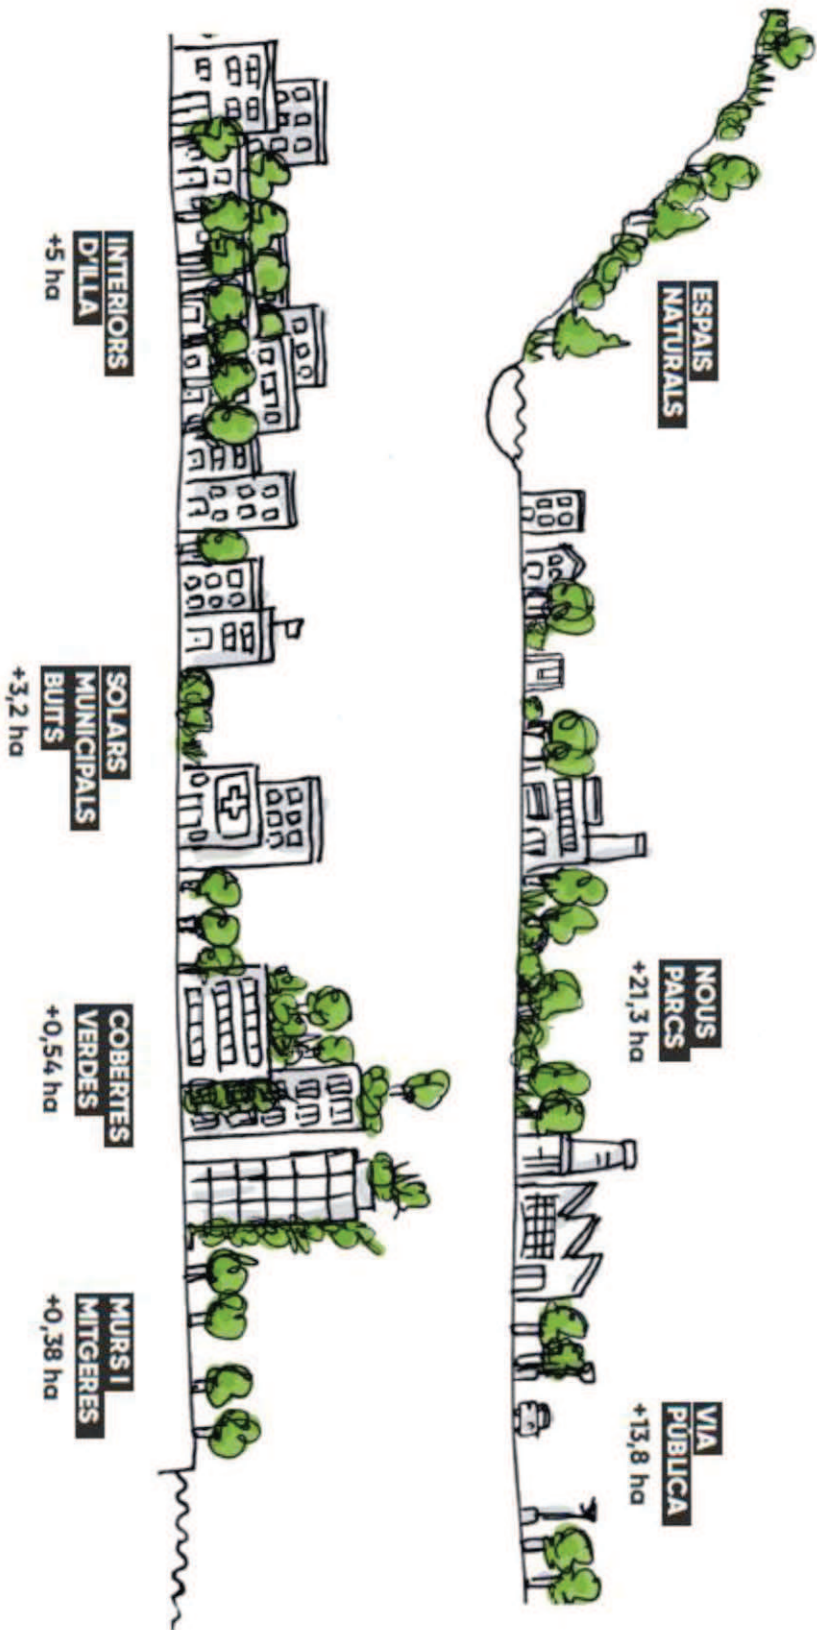 ESPAIS
NATURALS
NOUS
PARCS
+21,3 ha
VIA
PÚBLICA
+13,8 ha
INTERIORS
D'ILLA
+5 ha
SOLARS
MUNICIPALS
BUITS
+3,2 ha
COBERTES
VERDES
+0,54 ha
MURS I
MITGERES
+0,38 ha